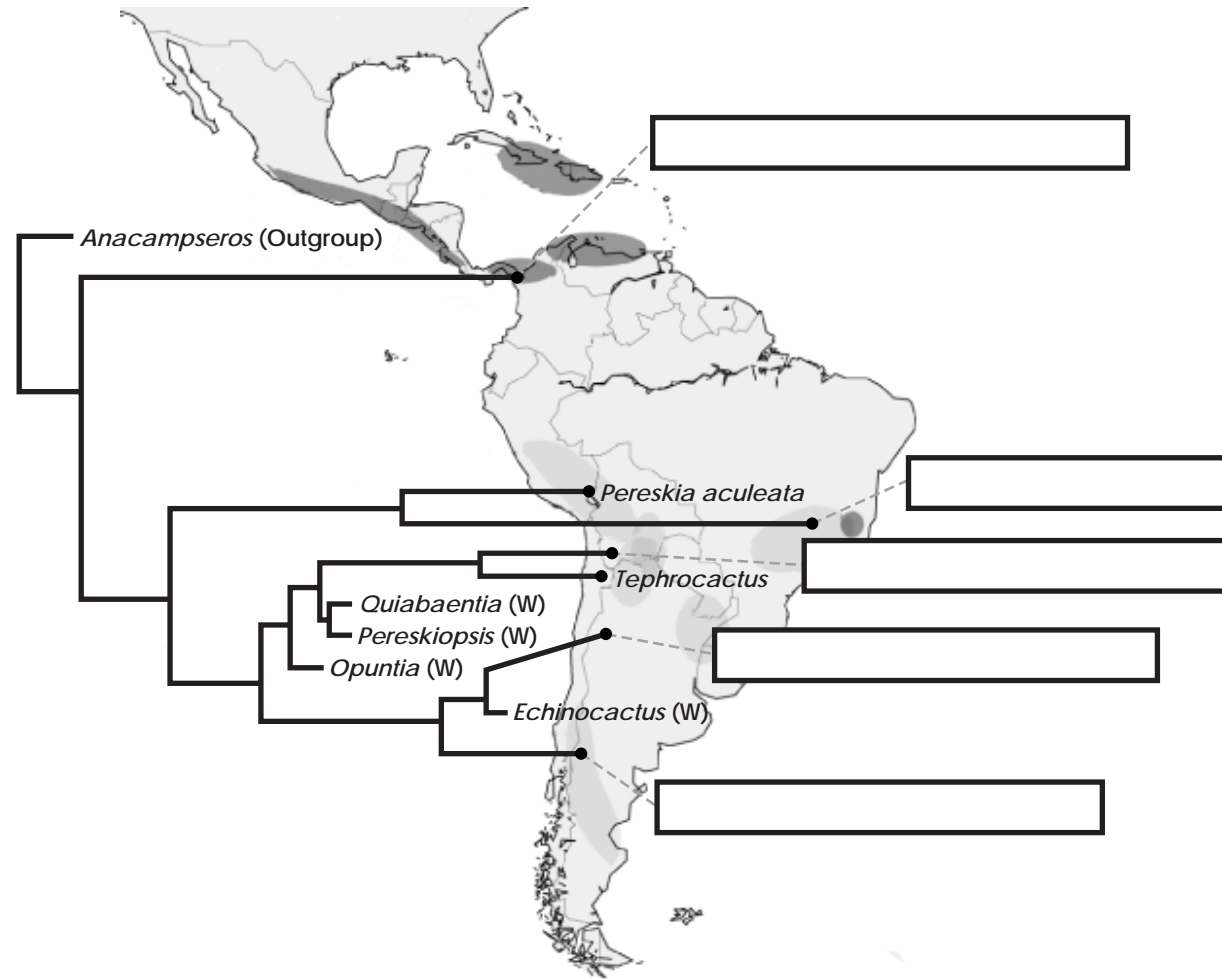 Anacampseros (Outgroup)
Pereskia aculeata
Tephrocactus
Quiabaentia (W)
Pereskiopsis (W)
Opuntia (W)
Echinocactus (W)